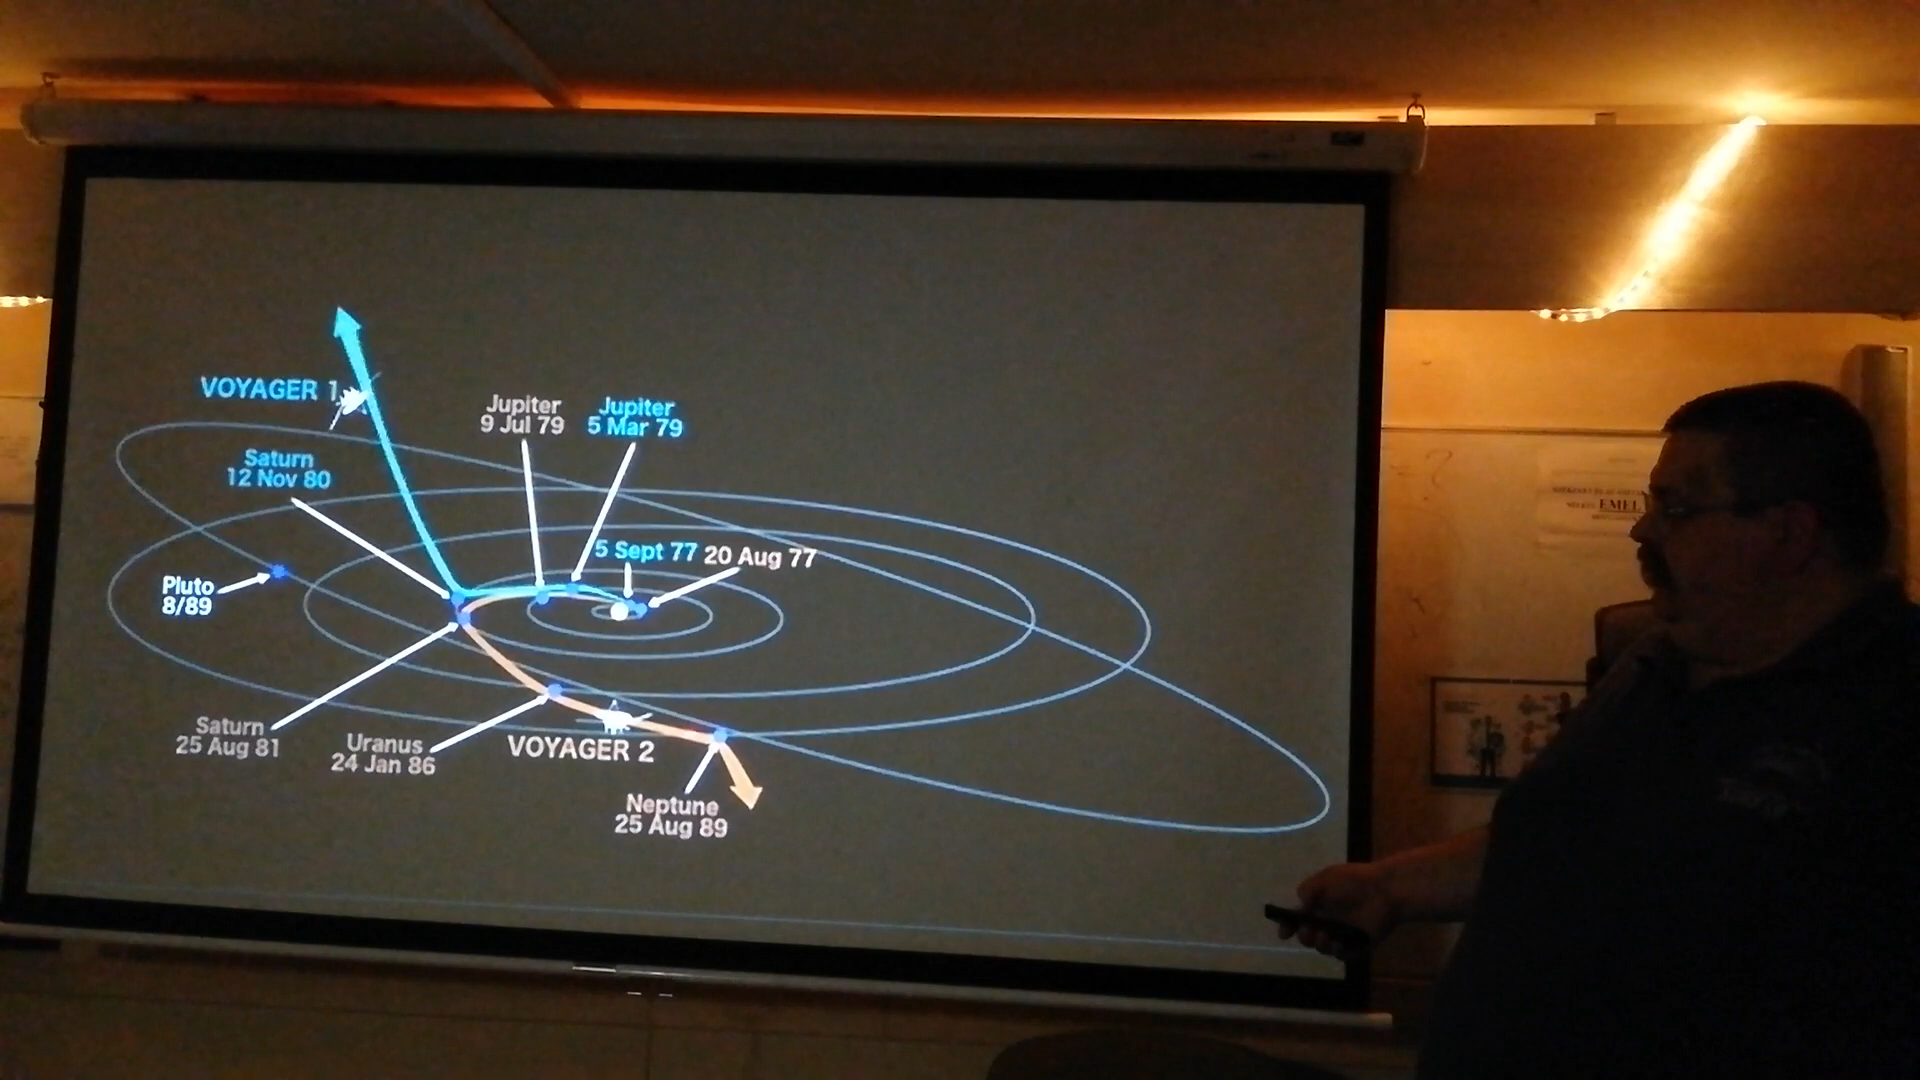 VOYAGER 1
Jupiter
9 Jul 79
Jupiter
5 Mar 79
Saturn
12 Nov 80
5 Sept 77
20 Aug 77
Pluto
8/89
Saturn
25 Aug 81
Uranus
24 Jan 86
VOYAGER 2
Neptune
25 Aug 89